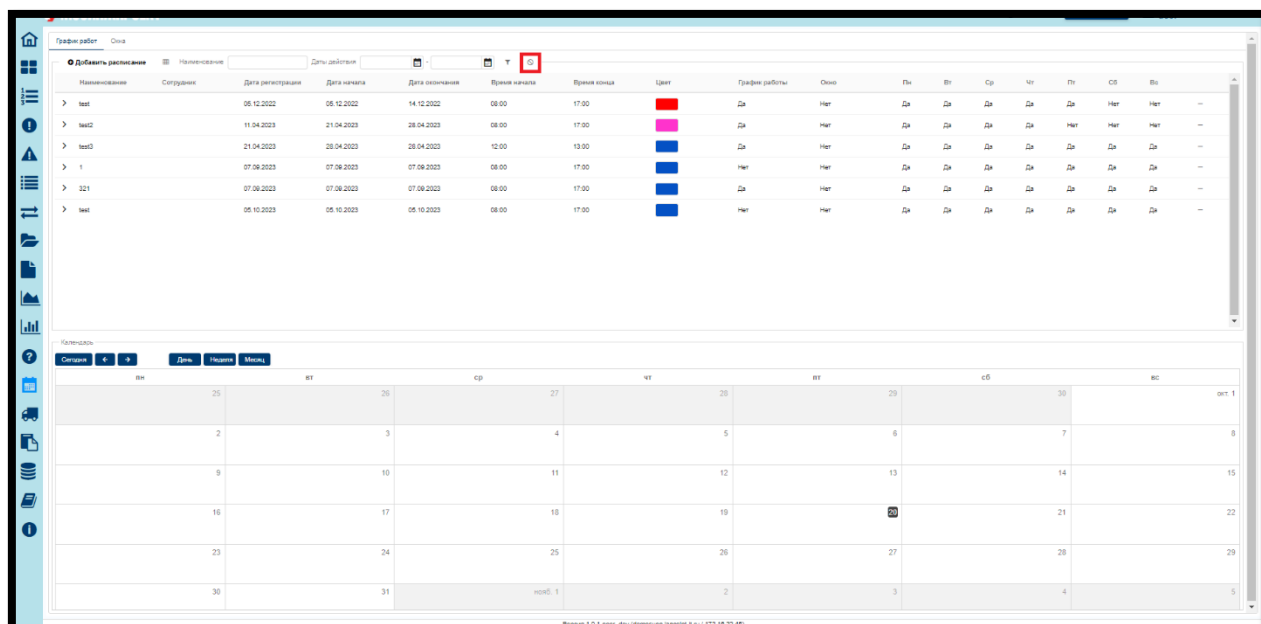 График работ Окна
Добавить расписание Наименование Даты действия -
Наименование Сотрудник Дата регистрации Дата начала Дата окончания Время начала Время конца Цвет График работы Окно Пн Вт Ср Чт Пт Сб Вс
test 05.12.2022 05.12.2022 14.12.2022 08:00 17:00 Да Нет Да Да Да Да Да Нет Нет
test2 11.04.2023 21.04.2023 28.04.2023 08:00 17:00 Да Нет Да Да Да Да Нет Нет Нет
test3 21.04.2023 28.04.2023 12:00 13:00 Да Нет Да Да Да Да Да Да Да
1 07.09.2023 07.09.2023 07.09.2023 08:00 17:00 Нет Нет Да Да Да Да Да Да Да
321 07.09.2023 07.09.2023 07.09.2023 08:00 17:00 Да Нет Да Да Да Да Да Да Да
test 05.10.2023 05.10.2023 05.10.2023 08:00 17:00 Нет Нет Да Да Да Да Да Да Да
Календарь
Сегодня День Неделя Месяц
пн вт ср чт пт сб вс
25 26 27 28 29 30 окт. 1
2 3 4 5 6 7 8
9 10 11 12 13 14 15
16 17 18 19 20 21 22
23 24 25 26 27 28 29
30 31 нояб. 1 2 3 4 5